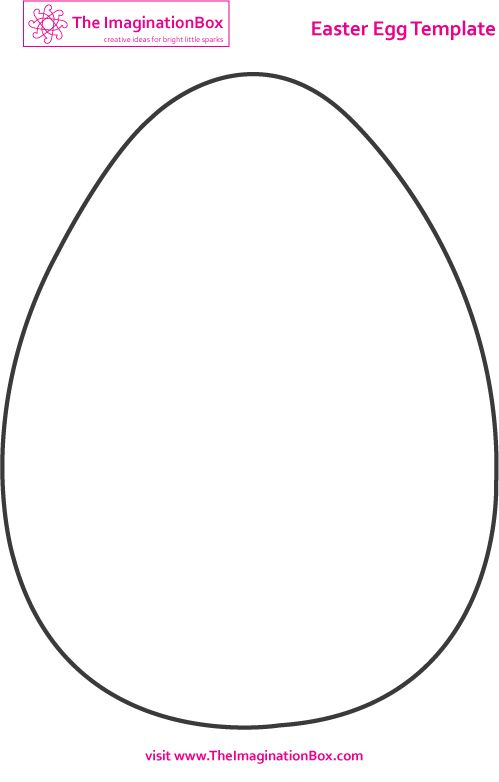 The ImaginationBox
creative ideas for bright little sparks
Easter Egg Template
visit www.TheImaginationBox.com